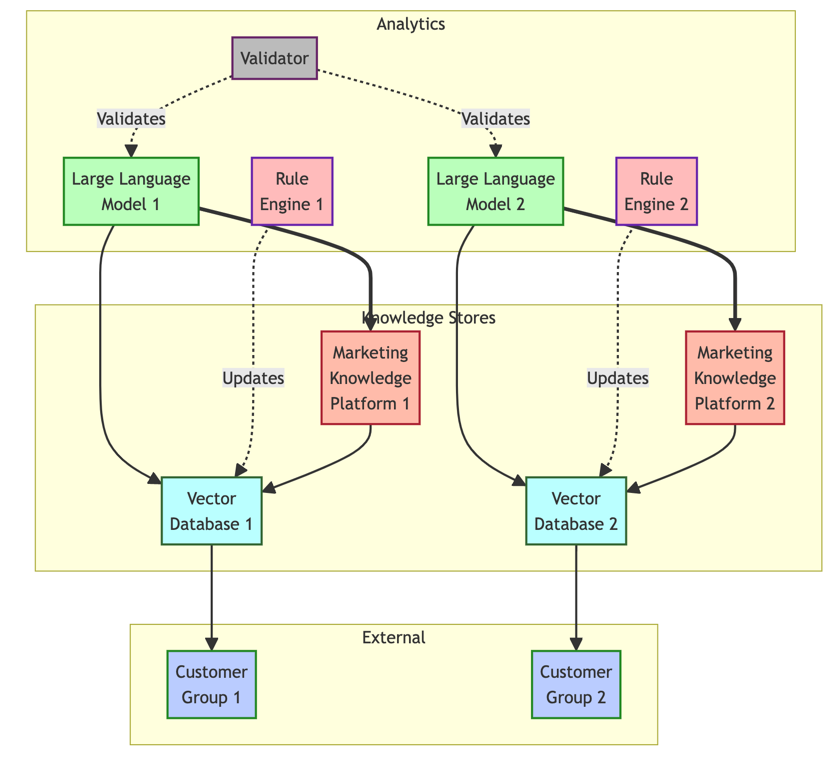 Analytics
Validator
Validates
Validates
Large Language
Model 1
Rule
Engine 1
Large Language
Model 2
Rule
Engine 2
Knowledge Stores
Marketing
Knowledge
Platform 1
Updates
Marketing
Knowledge
Platform 2
Updates
Vector
Database 1
Vector
Database 2
External
Customer
Group 1
Customer
Group 2